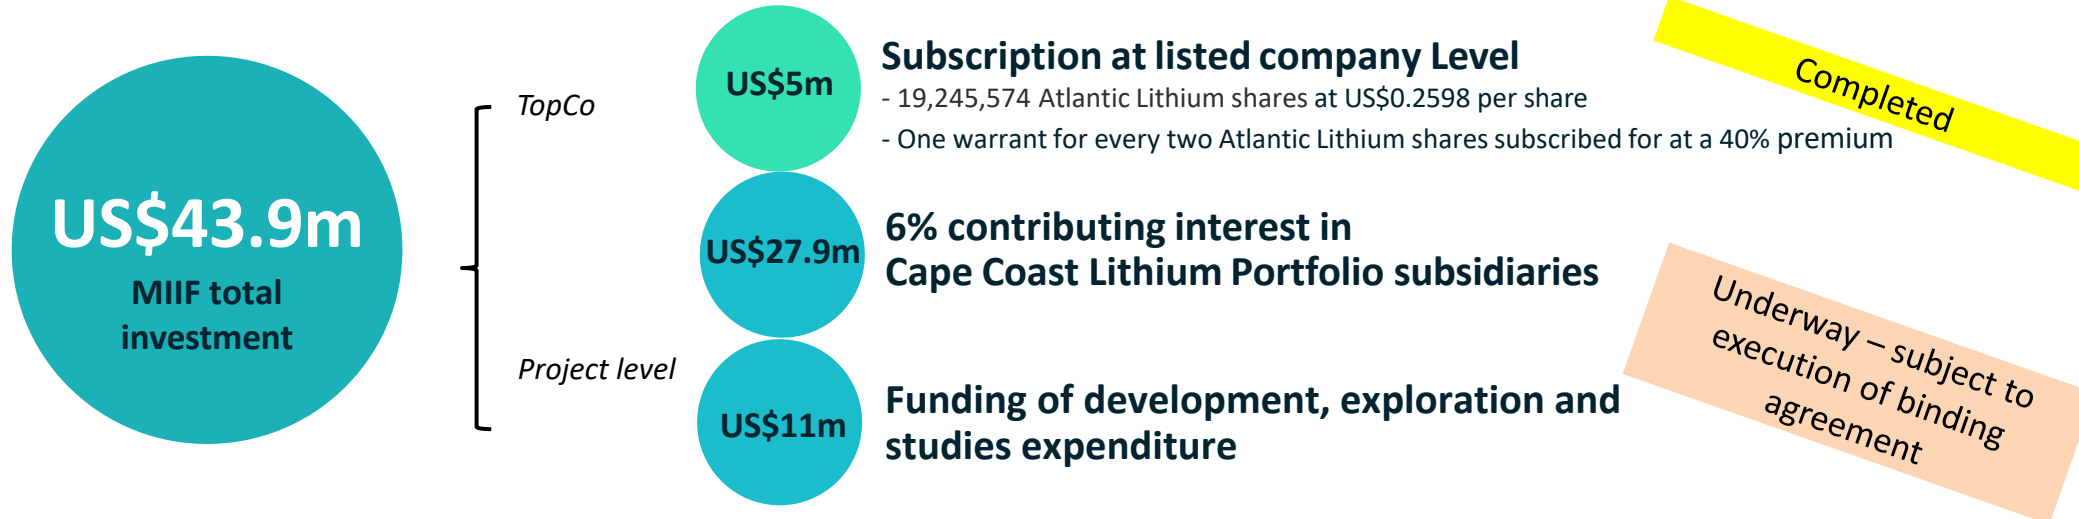 US$43.9m
MIIF total
investment
TopCo
Project level
US$5m
Subscription at listed company Level
- 19,245,574 Atlantic Lithium shares at US$0.2598 per share
- One warrant for every two Atlantic Lithium shares subscribed for at a 40% premium
Completed
US$27.9m
6% contributing interest in
Cape Coast Lithium Portfolio subsidiaries
US$11m
Funding of development, exploration and
studies expenditure
Underway – subject to
execution of binding
agreement